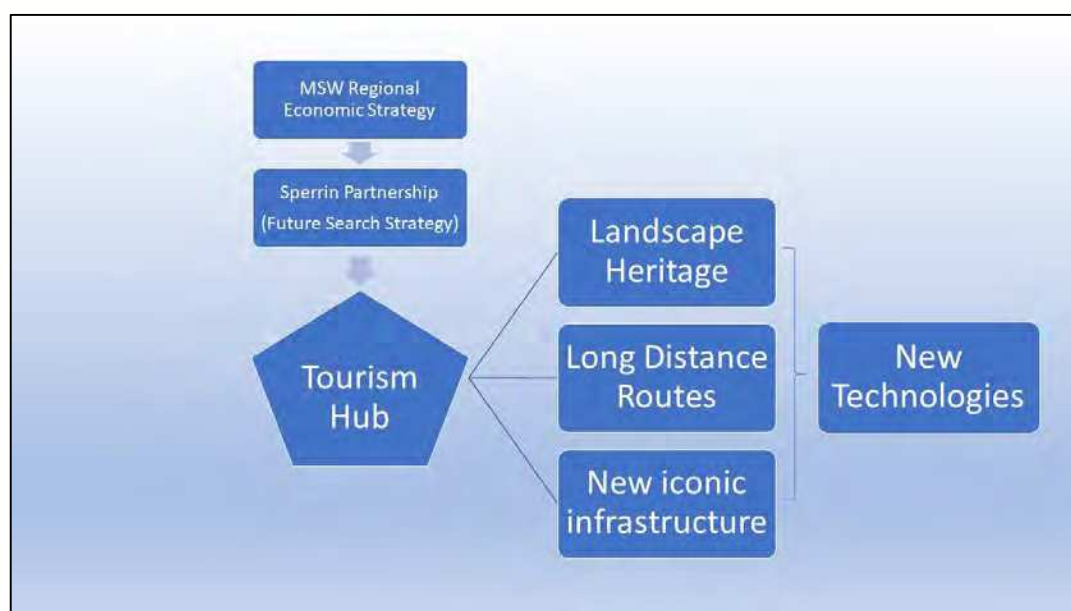 MSW Regional
Economic Strategy
Sperrin Partnership
(Future Search Strategy)
Tourism
Hub
Landscape
Heritage
Long Distance
Routes
New iconic
infrastructure
New
Technologies